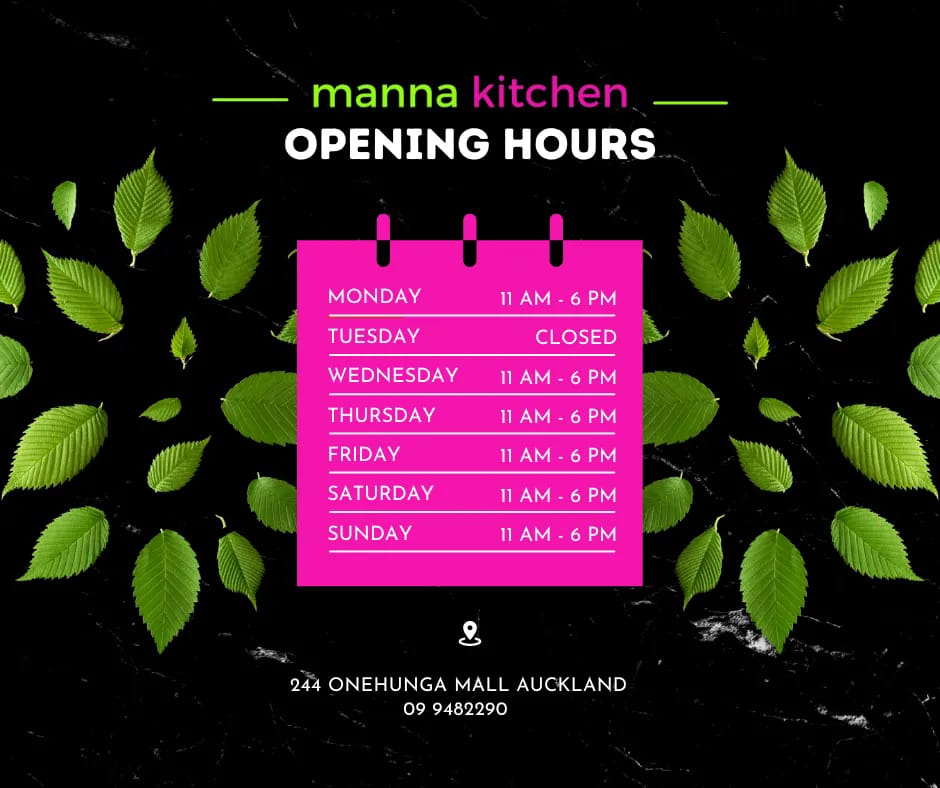 manna kitchen
OPENING HOURS
MONDAY 11 AM - 6 PM
TUESDAY CLOSED
WEDNESDAY 11 AM - 6 PM
THURSDAY 11 AM - 6 PM
FRIDAY 11 AM - 6 PM
SATURDAY 11 AM - 6 PM
SUNDAY 11 AM - 6 PM
244 ONEHUNGA MALL AUCKLAND
09 9482290